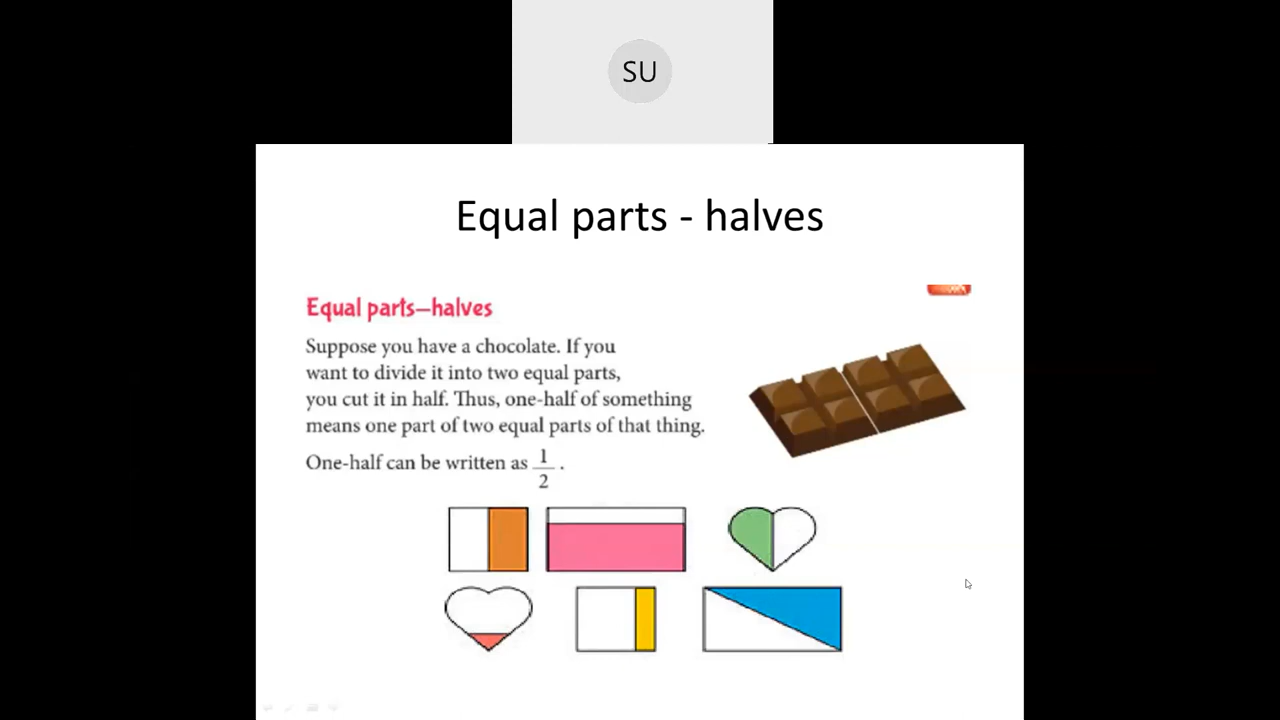 SU
Equal parts - halves
Equal parts—halves
Suppose you have a chocolate. If you
want to divide it into two equal parts,
you cut it in half. Thus, one-half of something
means one part of two equal parts of that thing.
One-half can be written as 1/2 .